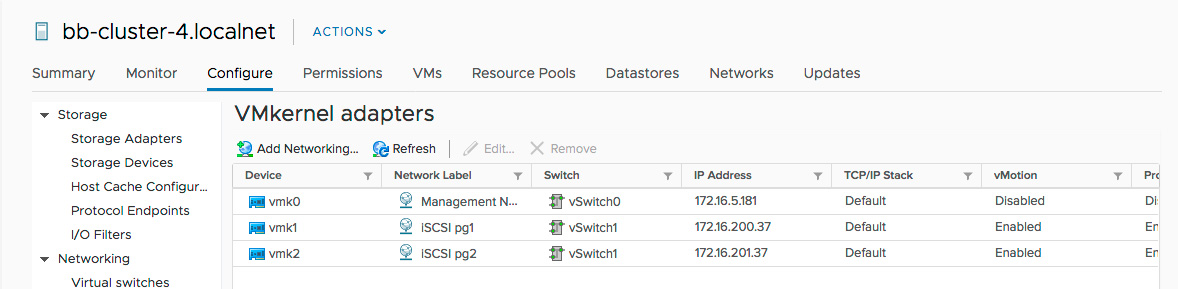 bb-cluster-4.localnet ACTIONS
Summary Monitor Configure Permissions VMs Resource Pools Datastores Networks Updates
Storage
Storage Adapters
Storage Devices
Host Cache Configur...
Protocol Endpoints
I/O Filters
Networking
Virtual switches
VMkernel adapters
Add Networking... Refresh Edit... Remove
Device Network Label Switch IP Address TCP/IP Stack vMotion Pro
vmk0 Management N... vSwitch0 172.16.5.181 Default Disabled Di
vmk1 iSCSI pg1 vSwitch1 172.16.200.37 Default Enabled En
vmk2 iSCSI pg2 vSwitch1 172.16.201.37 Default Enabled En